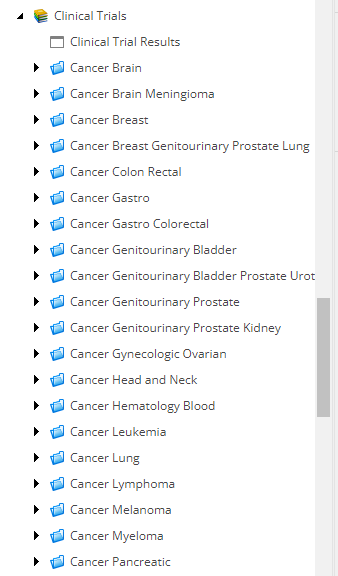 Clinical Trials
Clinical Trial Results
Cancer Brain
Cancer Brain Meningioma
Cancer Breast
Cancer Breast Genitourinary Prostate Lung
Cancer Colon Rectal
Cancer Gastro
Cancer Gastro Colorectal
Cancer Genitourinary Bladder
Cancer Genitourinary Bladder Prostate Urot
Cancer Genitourinary Prostate
Cancer Genitourinary Prostate Kidney
Cancer Gynecologic Ovarian
Cancer Head and Neck
Cancer Hematology Blood
Cancer Leukemia
Cancer Lung
Cancer Lymphoma
Cancer Melanoma
Cancer Myeloma
Cancer Pancreatic